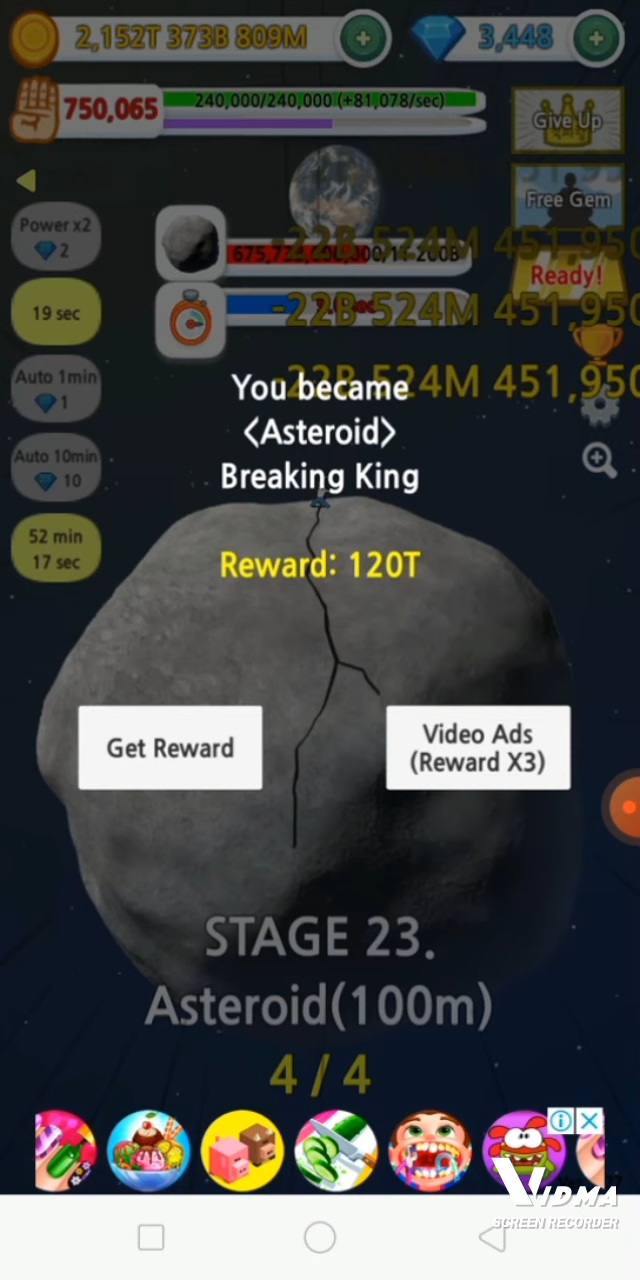 2,152T 373B 809M
3,448
750,065
240,000/240,000 (+81,078/sec)
Give Up
Free Gem
Power x2
2
Ready!
19 sec
-22B 524M 451,950
-22B 524M 451,950
-22B 524M 451,950
Auto 1min
1
You became
<Asteroid>
Breaking King
Auto 10min
10
52 min
17 sec
Reward: 120T
Get Reward
Video Ads
(Reward X3)
STAGE 23.
Asteroid(100m)
4 / 4
VIDMA
SCREEN RECORDER